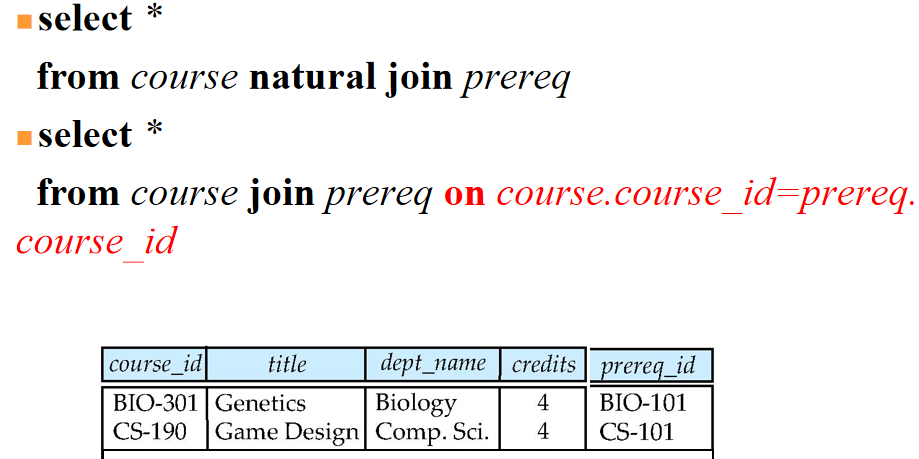 select *
from course natural join prereq
select *
from course join prereq on course.course_id=prereq.
course_id
course_id title dept_name credits prereq_id
BIO-301 Genetics Biology 4 BIO-101
CS-190 Game Design Comp. Sci. 4 CS-101